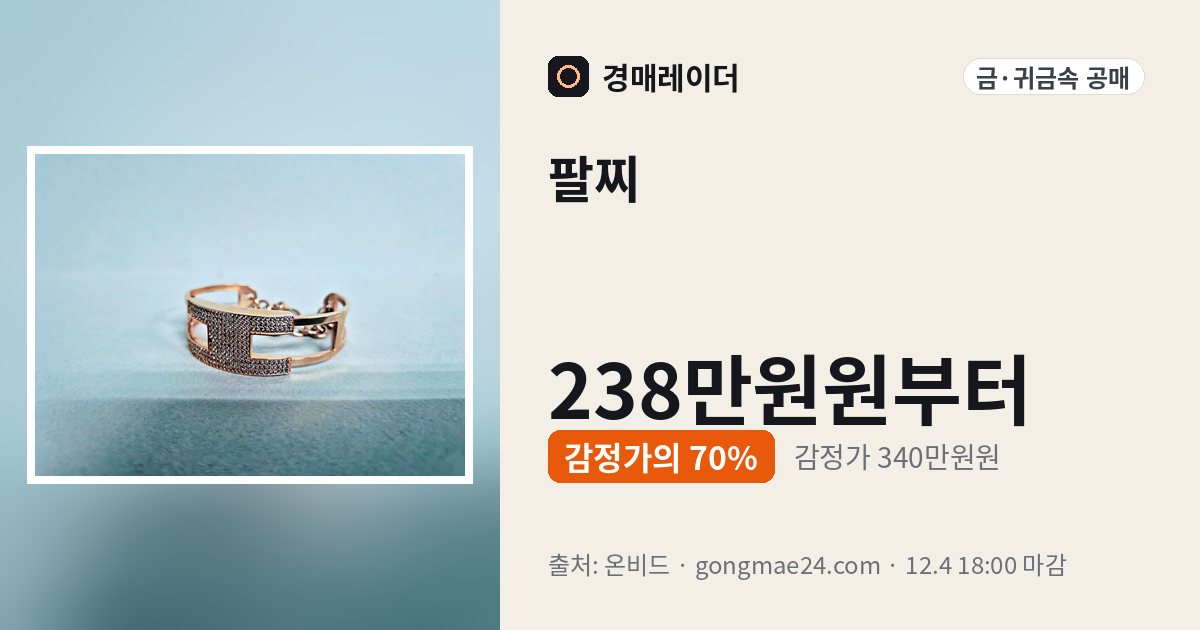 경매레이더
금·귀금속 공매
팔찌
238만원원부터
감정가의 70%
감정가 340만원원
출처: 온비드 · gongmae24.com · 12.4 18:00 마감